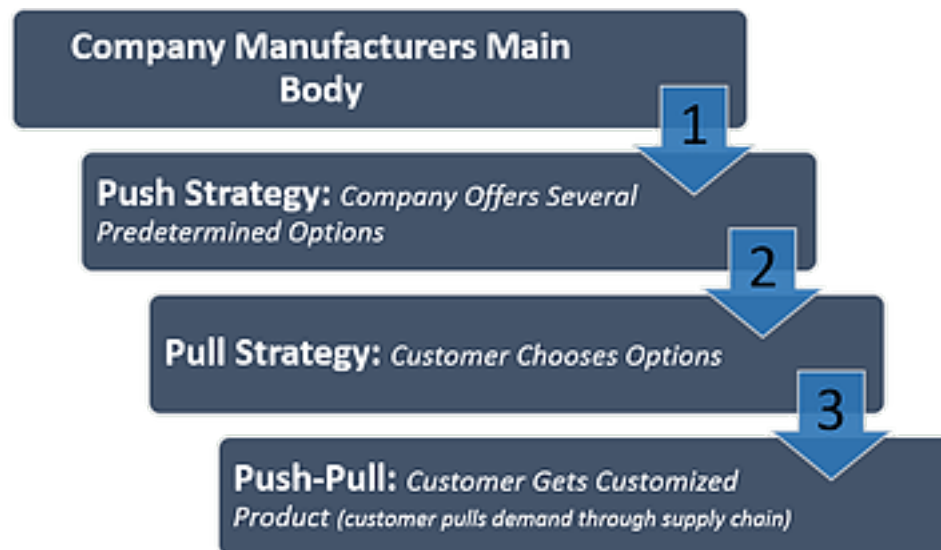 Company Manufacturers Main
Body
1
Push Strategy: Company Offers Several
Predetermined Options
2
Pull Strategy: Customer Chooses Options
3
Push-Pull: Customer Gets Customized
Product (customer pulls demand through supply chain)